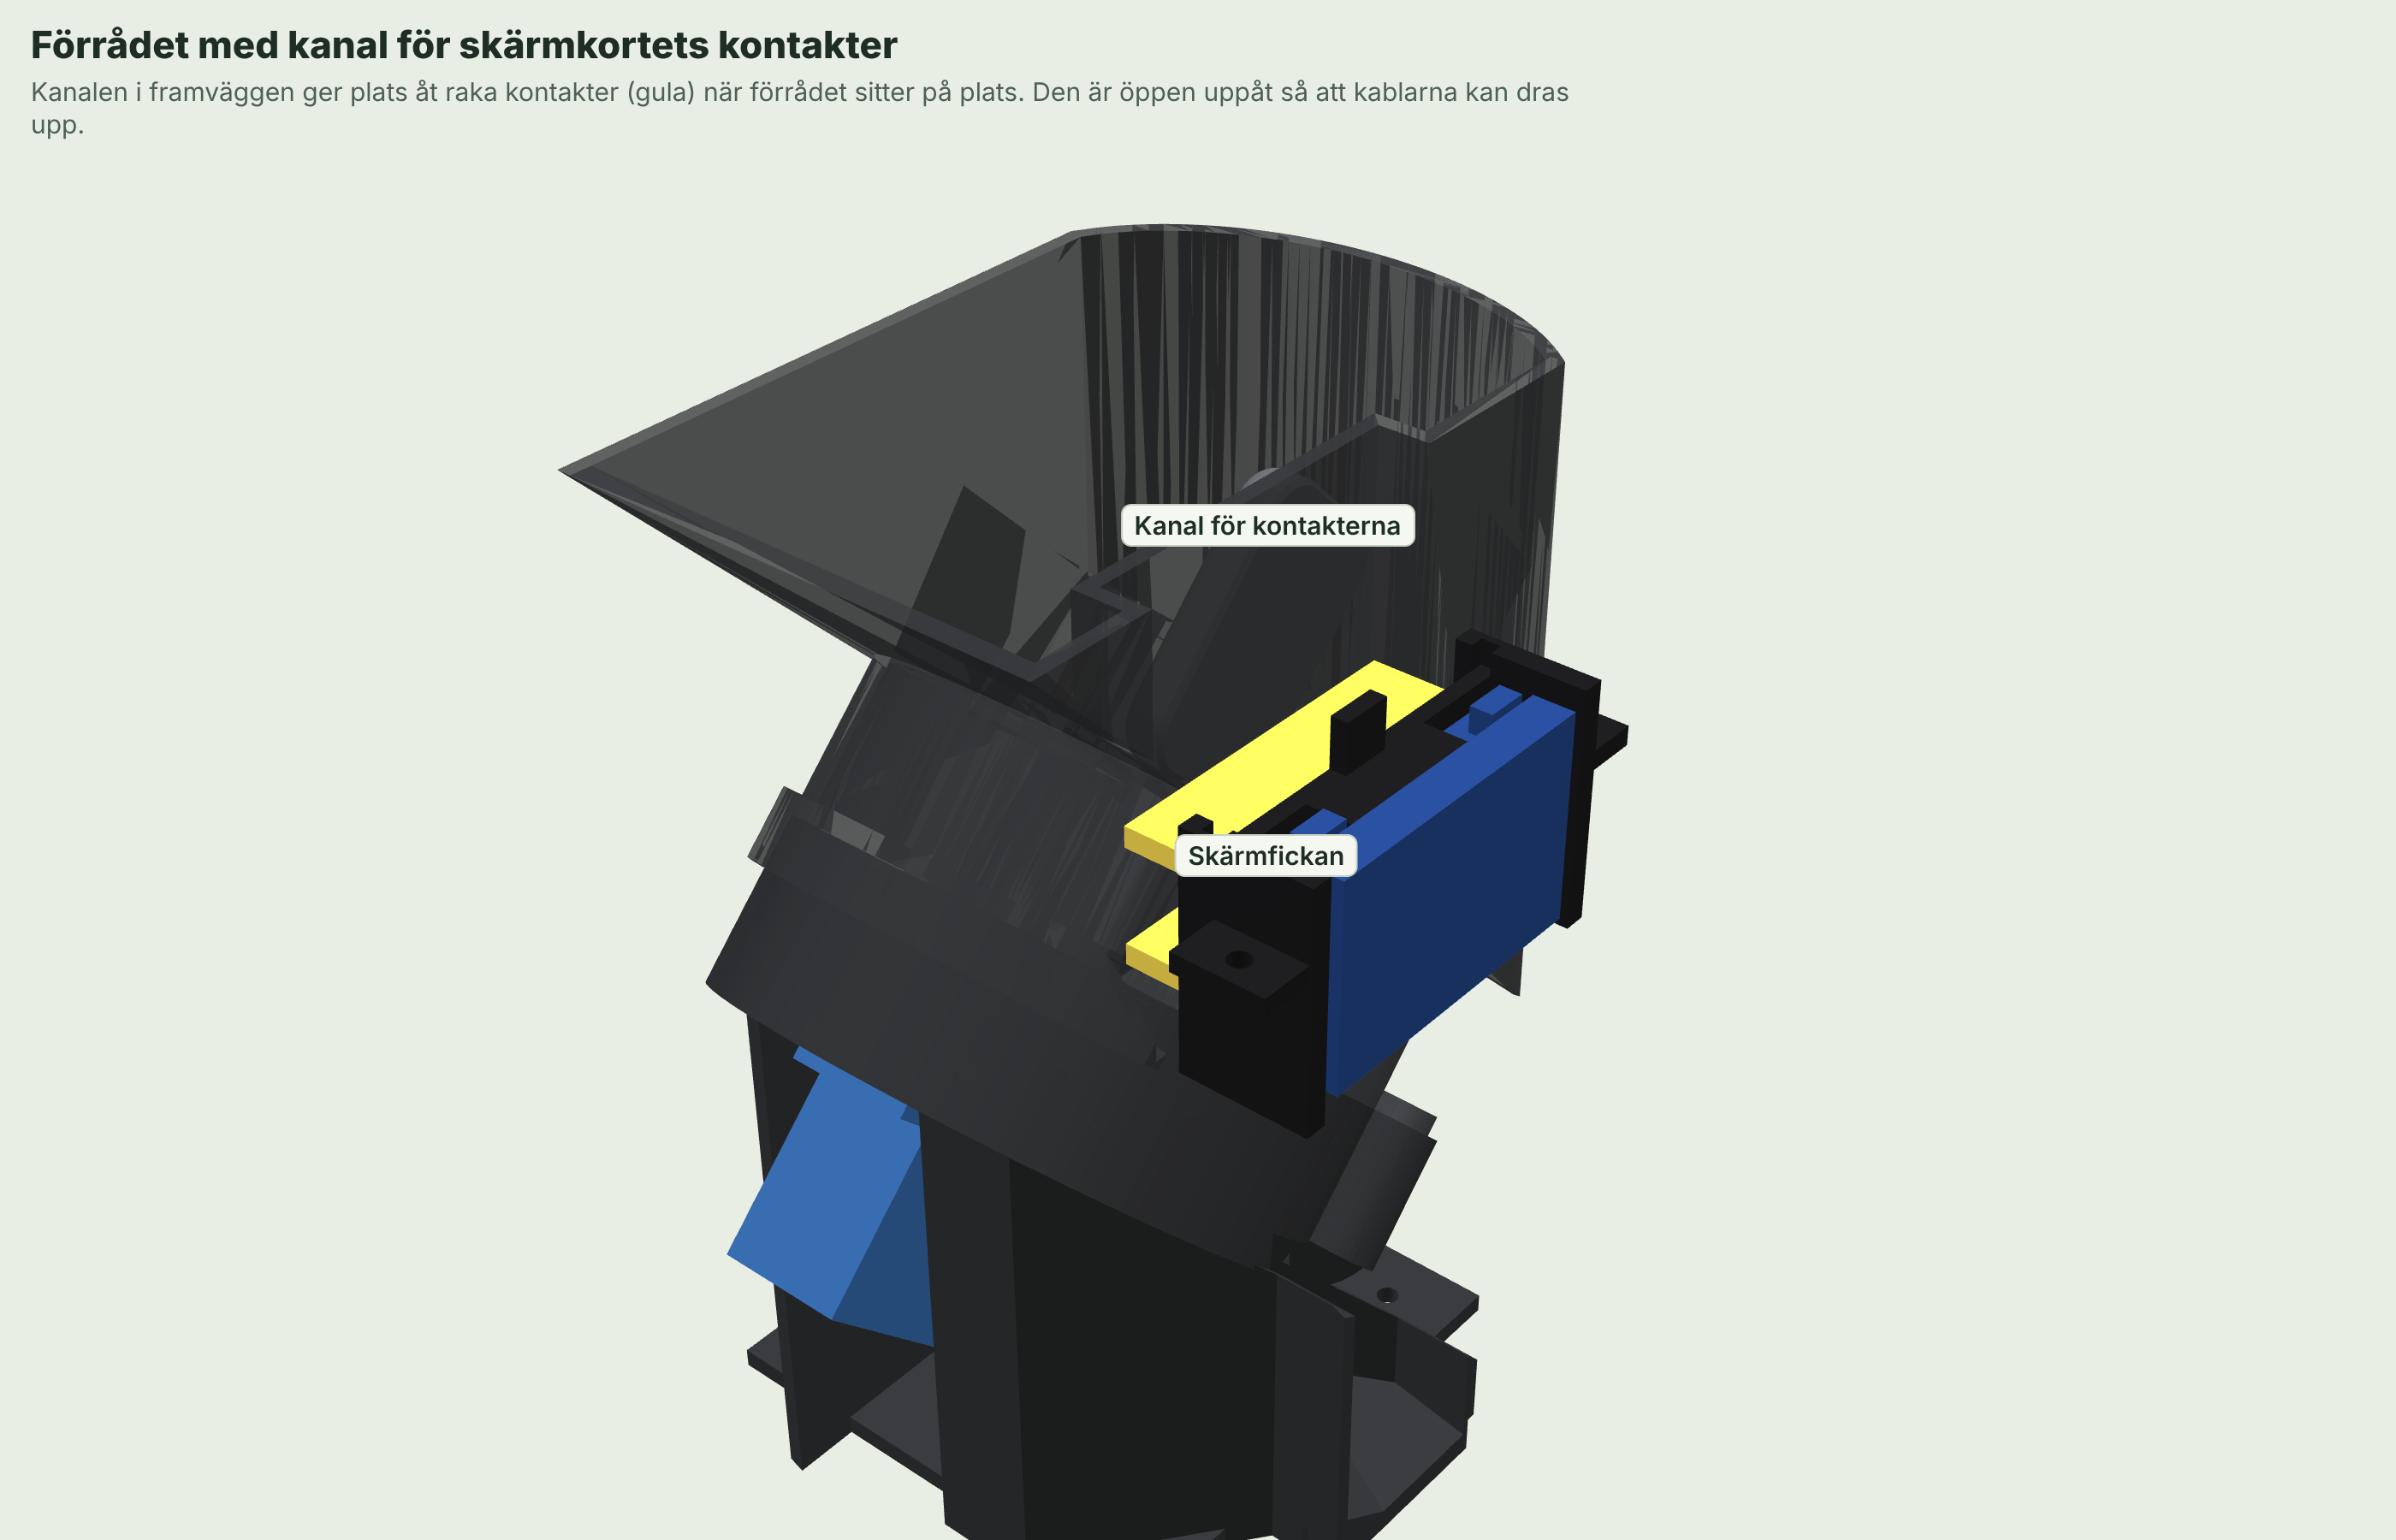 Förrådet med kanal för skärmkortets kontakter
Kanalen i framväggen ger plats åt raka kontakter (gula) när förrådet sitter på plats. Den är öppen uppåt så att kablarna kan dras
upp.
Kanal för kontakterna
Skärmfickan